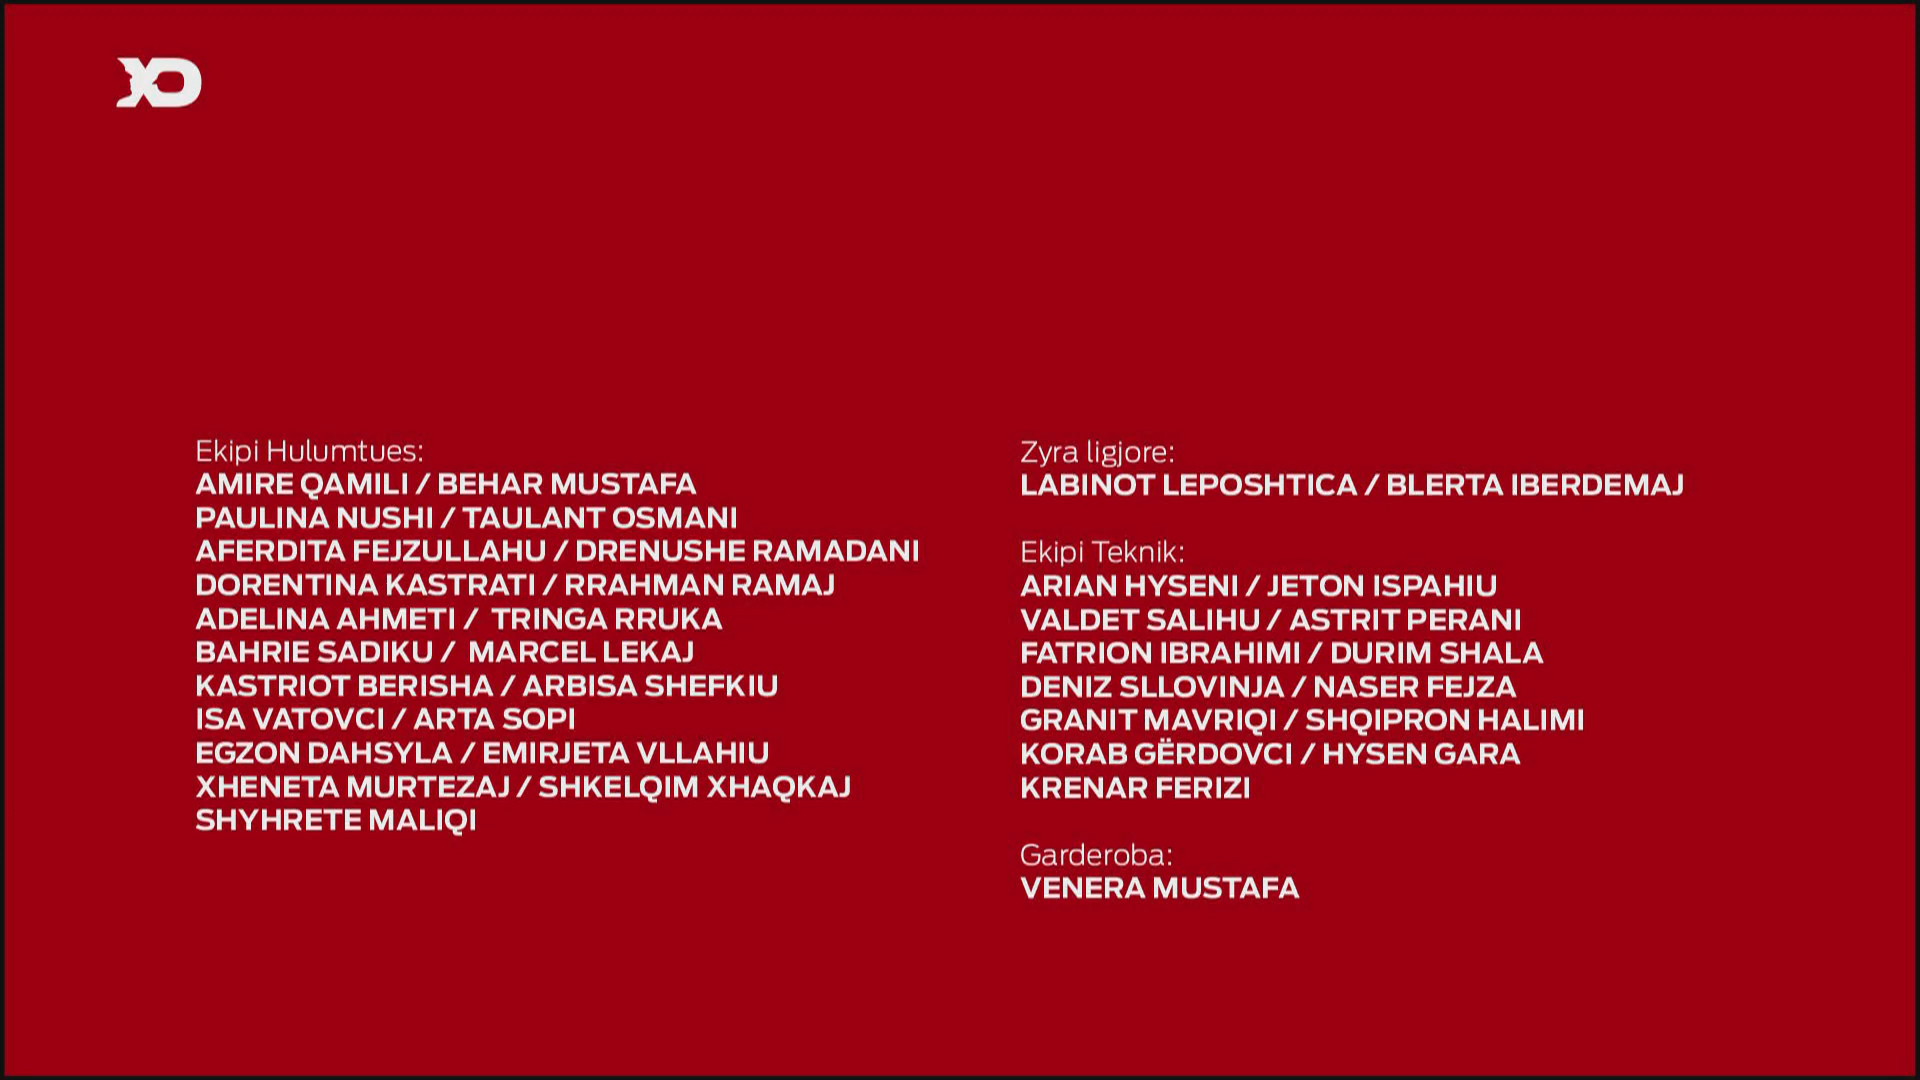 Ekipi Hulumtues:
AMIRE QAMILI / BEHAR MUSTAFA
PAULINA NUSHI / TAULANT OSMANI
AFERDITA FEJZULLAHU / DRENUSHE RAMADANI
DORENTINA KASTRATI / RRAHMAN RAMAJ
ADELINA AHMETI / TRINGA RRUKA
BAHRIE SADIKU / MARCEL LEKAJ
KASTRIOT BERISHA / ARBISA SHEFKIU
ISA VATOVCI / ARTA SOPI
EGZON DAHSYLA / EMIRJETA VLLAHIU
XHENETA MURTEZAJ / SHKELQIM XHAQKAJ
SHYHRETE MALIQI
Zyra ligjore:
LABINOT LEPOSHTICA / BLERTA IBERDEMAJ
Ekipi Teknik:
ARIAN HYSENI / JETON ISPAHIU
VALDET SALIHU / ASTRIT PERANI
FATRION IBRAHIMI / DURIM SHALA
DENIZ SLLOVINJA / NASER FEJZA
GRANIT MAVRIQI / SHQIPRON HALIMI
KORAB GËRDOVCI / HYSEN GARA
KRENAR FERIZI
Garderoba:
VENERA MUSTAFA